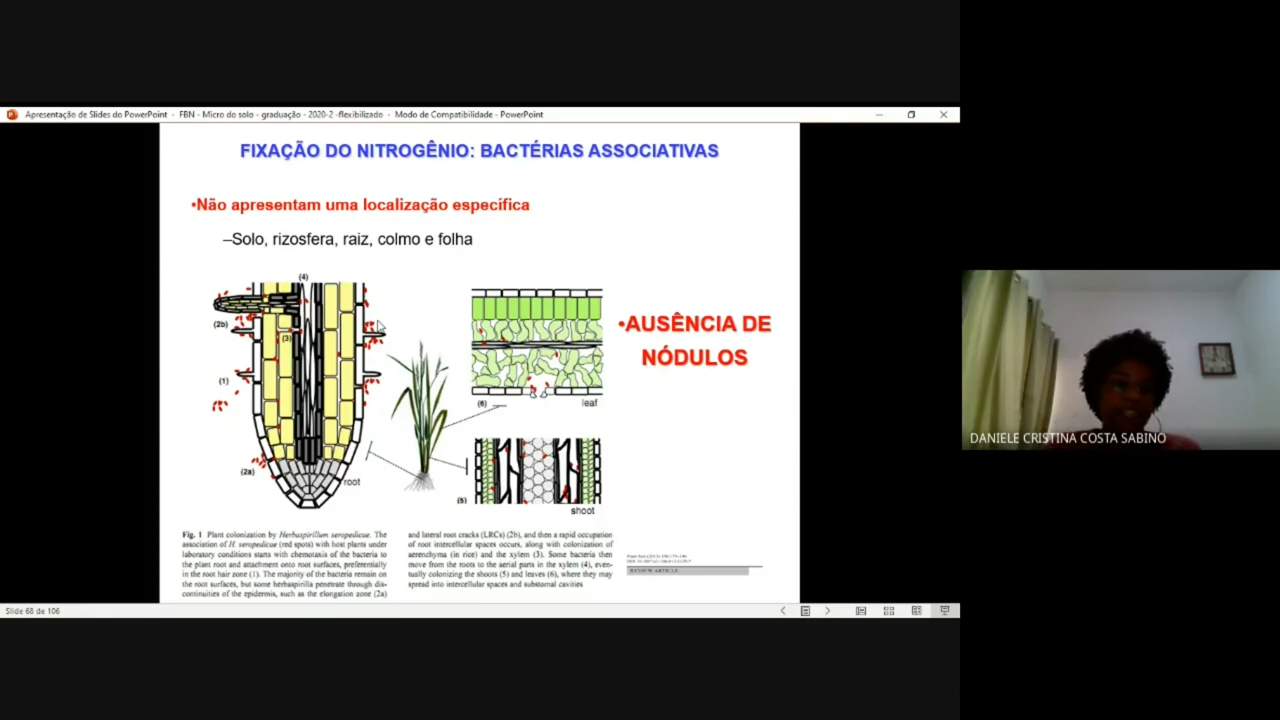 Apresentação de Slides do PowerPoint - FBN - Micro do solo - graduação - 2020-2 -flexibilizado - Modo de Compatibilidade - PowerPoint
FIXAÇÃO DO NITROGÊNIO: BACTÉRIAS ASSOCIATIVAS
•Não apresentam uma localização específica
–Solo, rizosfera, raiz, colmo e folha
(4)
(2b)
(3)
(1)
(2a)
root
(6)
leaf
(5)
shoot
•AUSÊNCIA DE
NÓDULOS
Fig. 1 Plant colonization by Herbaspirillum seropedicae. The
association of H. seropedicae (red spots) with host plants under
laboratory conditions starts with chemotaxis of the bacteria to
the plant root and attachment onto root surfaces, preferentially
in the root hair zone (1). The majority of the bacteria remain on
the root surfaces, but some herbaspirilla penetrate through dis-
continuities of the epidermis, such as the elongation zone (2a)
and lateral root cracks (LRCs) (2b), and then a rapid occupation
of root intercellular spaces occurs, along with colonization of
aerenchyma (in rice) and the xylem (3). Some bacteria then
move from the roots to the aerial parts in the xylem (4), even-
tually colonizing the shoots (5) and leaves (6), where they may
spread into intercellular spaces and substomal cavities
REVIEW ARTICLE
Slide 68 de 106
DANIELE CRISTINA COSTA SABINO